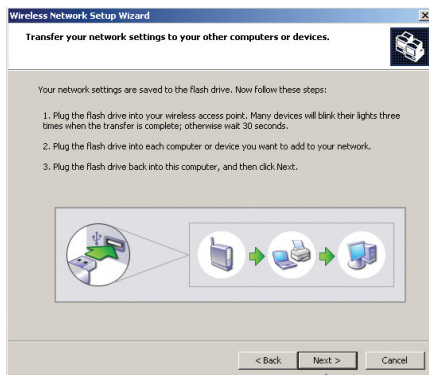 Wireless Network Setup Wizard
Transfer your network settings to your other computers or devices.
Your network settings are saved to the flash drive. Now follow these steps:
1. Plug the flash drive into your wireless access point. Many devices will blink their lights three
times when the transfer is complete; otherwise wait 30 seconds.
2. Plug the flash drive into each computer or device you want to add to your network.
3. Plug the flash drive back into this computer, and then click Next.
< Back Next > Cancel